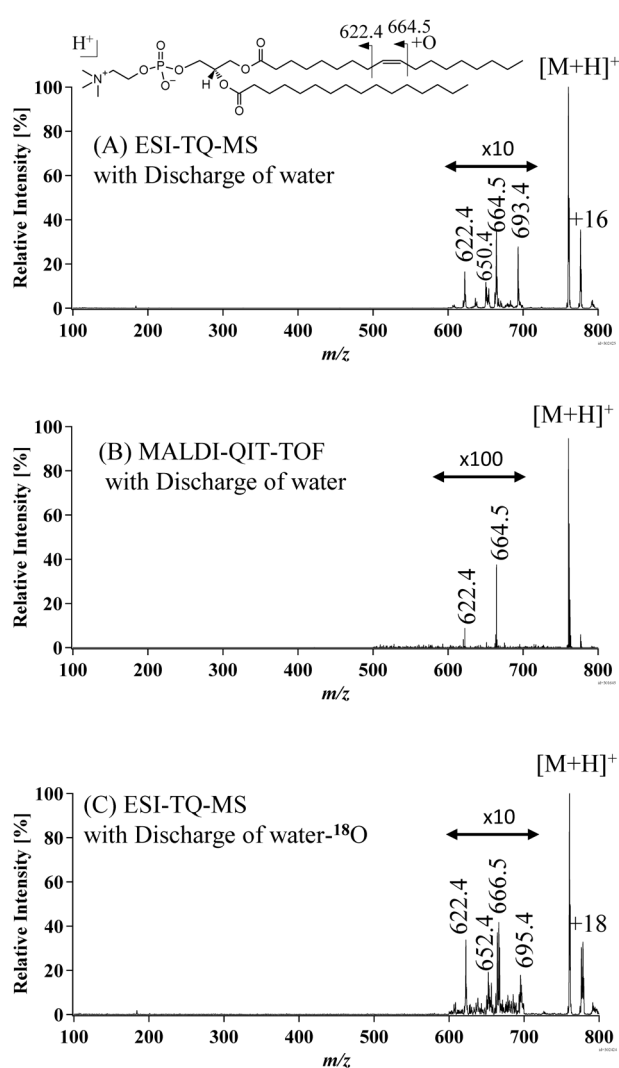 622.4 664.5
+O
H+
O
P
O
O
O
O
N+
O-
H
O
O
[M+H]+
(A) ESI-TQ-MS
with Discharge of water
x10
622.4
650.4
664.5
693.4
+16
Relative Intensity [%]
100
80
60
40
20
0
100 200 300 400 500 600 700 800
m/z
[M+H]+
(B) MALDI-QIT-TOF
with Discharge of water
x100
622.4
664.5
Relative Intensity [%]
100
80
60
40
20
0
100 200 300 400 500 600 700 800
m/z
[M+H]+
(C) ESI-TQ-MS
with Discharge of water-18O
x10
622.4
652.4
666.5
695.4
+18
Relative Intensity [%]
100
80
60
40
20
0
100 200 300 400 500 600 700 800
m/z